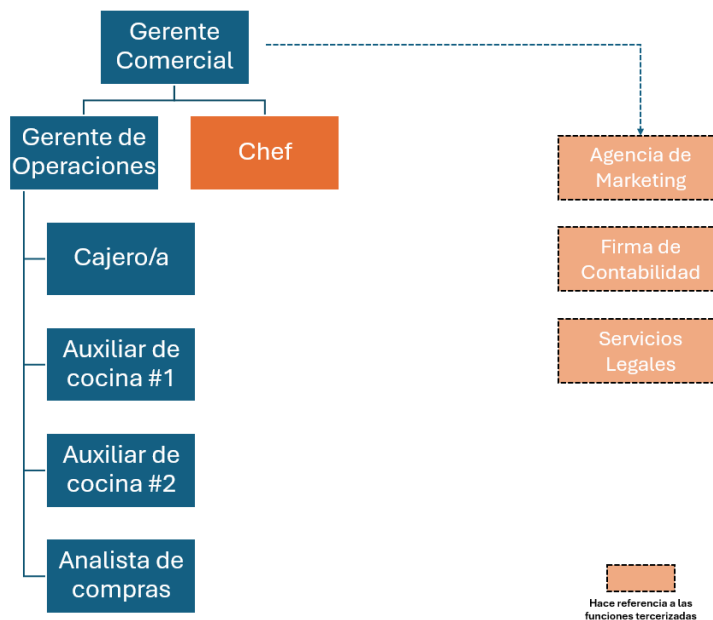 Gerente
Comercial
Gerente de
Operaciones
Chef
Agencia de
Marketing
Cajero/a
Firma de
Contabilidad
Auxiliar de
cocina #1
Servicios
Legales
Auxiliar de
cocina #2
Analista de
compras
Hace referencia a las
funciones tercerizadas